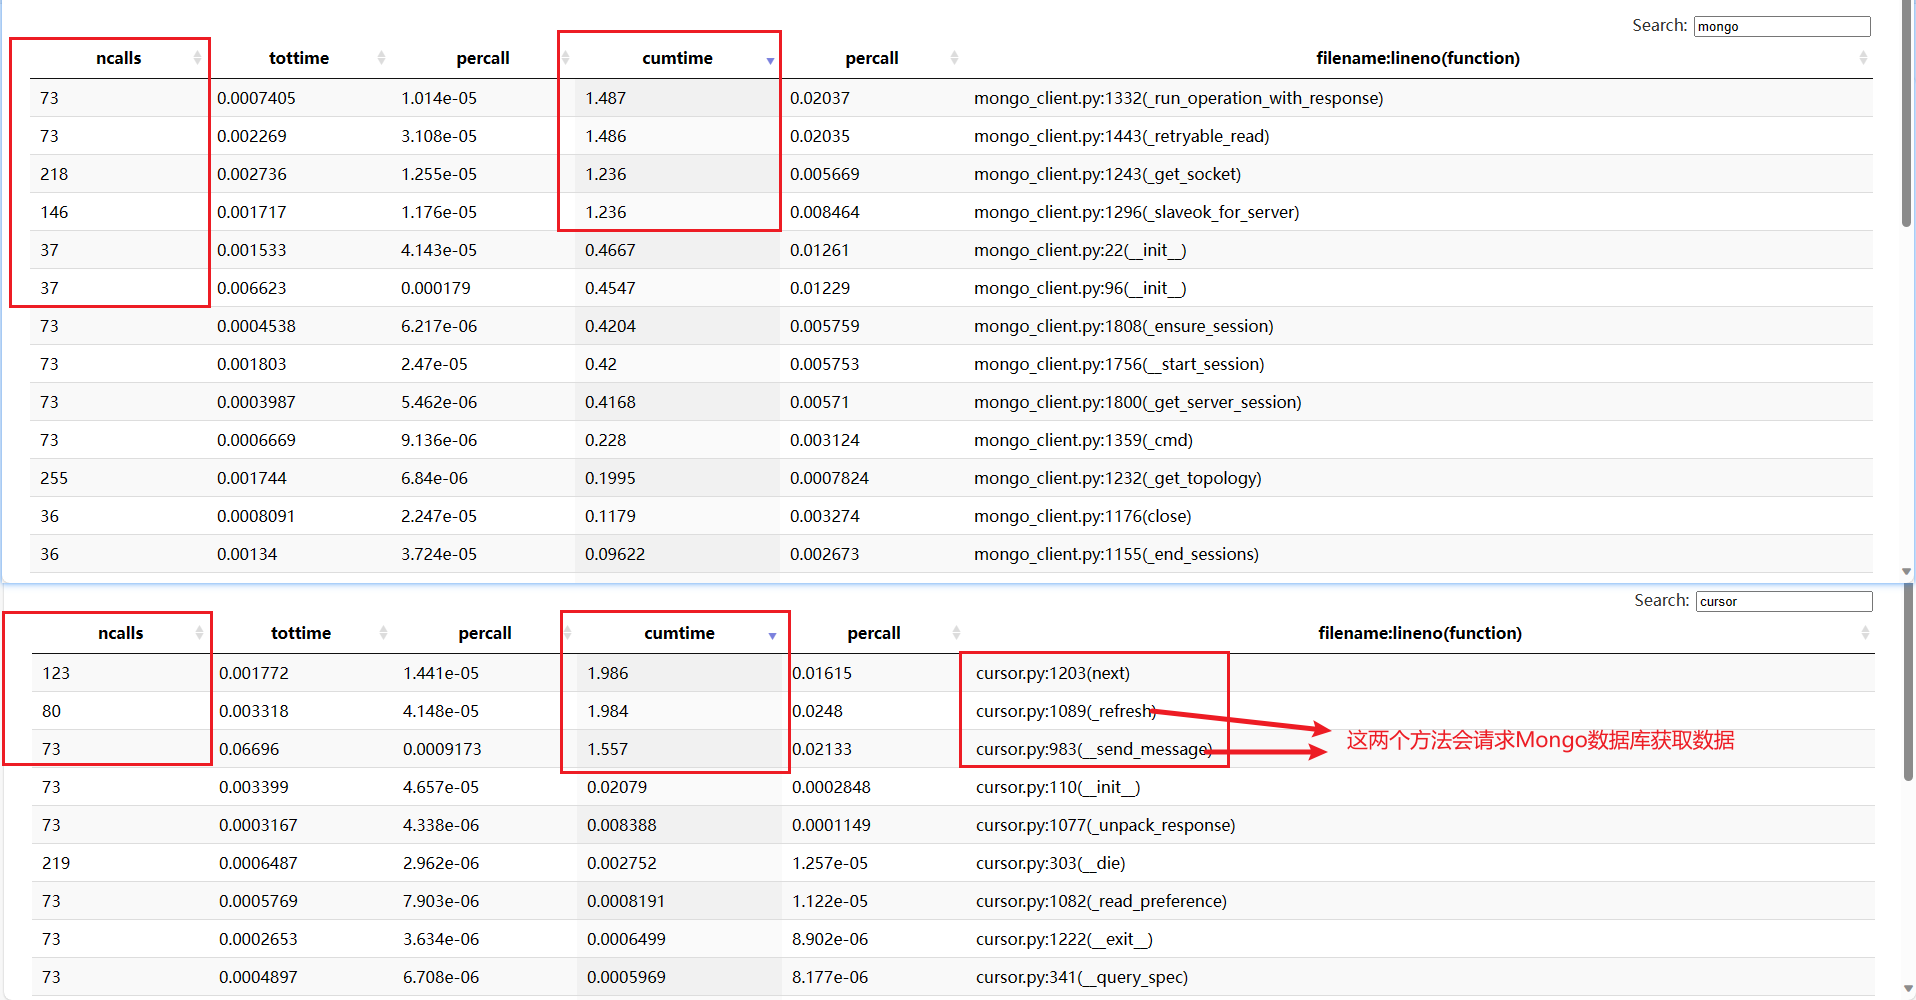 Search: mongo
ncalls tottime percall cumtime percall filename:lineno(function)
73 0.0007405 1.014e-05 1.487 0.02037 mongo_client.py:1332(_run_operation_with_response)
73 0.002269 3.108e-05 1.486 0.02035 mongo_client.py:1443(_retryable_read)
218 0.002736 1.255e-05 1.236 0.005669 mongo_client.py:1243(_get_socket)
146 0.001717 1.176e-05 1.236 0.008464 mongo_client.py:1296(_slaveok_for_server)
37 0.001533 4.143e-05 0.4667 0.01261 mongo_client.py:22(__init__)
37 0.006623 0.000179 0.4547 0.01229 mongo_client.py:96(__init__)
73 0.0004538 6.217e-06 0.4204 0.005759 mongo_client.py:1808(_ensure_session)
73 0.001803 2.47e-05 0.42 0.005753 mongo_client.py:1756(__start_session)
73 0.0003987 5.462e-06 0.4168 0.00571 mongo_client.py:1800(_get_server_session)
73 0.0006669 9.136e-06 0.228 0.003124 mongo_client.py:1359(_cmd)
255 0.001744 6.84e-06 0.1995 0.0007824 mongo_client.py:1232(_get_topology)
36 0.0008091 2.247e-05 0.1179 0.003274 mongo_client.py:1176(close)
36 0.00134 3.724e-05 0.09622 0.002673 mongo_client.py:1155(_end_sessions)
Search: cursor
ncalls tottime percall cumtime percall filename:lineno(function)
123 0.001772 1.441e-05 1.986 0.01615 cursor.py:1203(next)
80 0.003318 4.148e-05 1.984 0.0248 cursor.py:1089(_refresh)
73 0.06696 0.0009173 1.557 0.02133 cursor.py:983(__send_message)
这两个方法会请求Mongo数据库获取数据
73 0.003399 4.657e-05 0.02079 0.0002848 cursor.py:110(__init__)
73 0.0003167 4.338e-06 0.008388 0.0001149 cursor.py:1077(_unpack_response)
219 0.0006487 2.962e-06 0.002752 1.257e-05 cursor.py:303(__die)
73 0.0005769 7.903e-06 0.0008191 1.122e-05 cursor.py:1082(_read_preference)
73 0.0002653 3.634e-06 0.0006499 8.902e-06 cursor.py:1222(__exit__)
73 0.0004897 6.708e-06 0.0005969 8.177e-06 cursor.py:341(__query_spec)